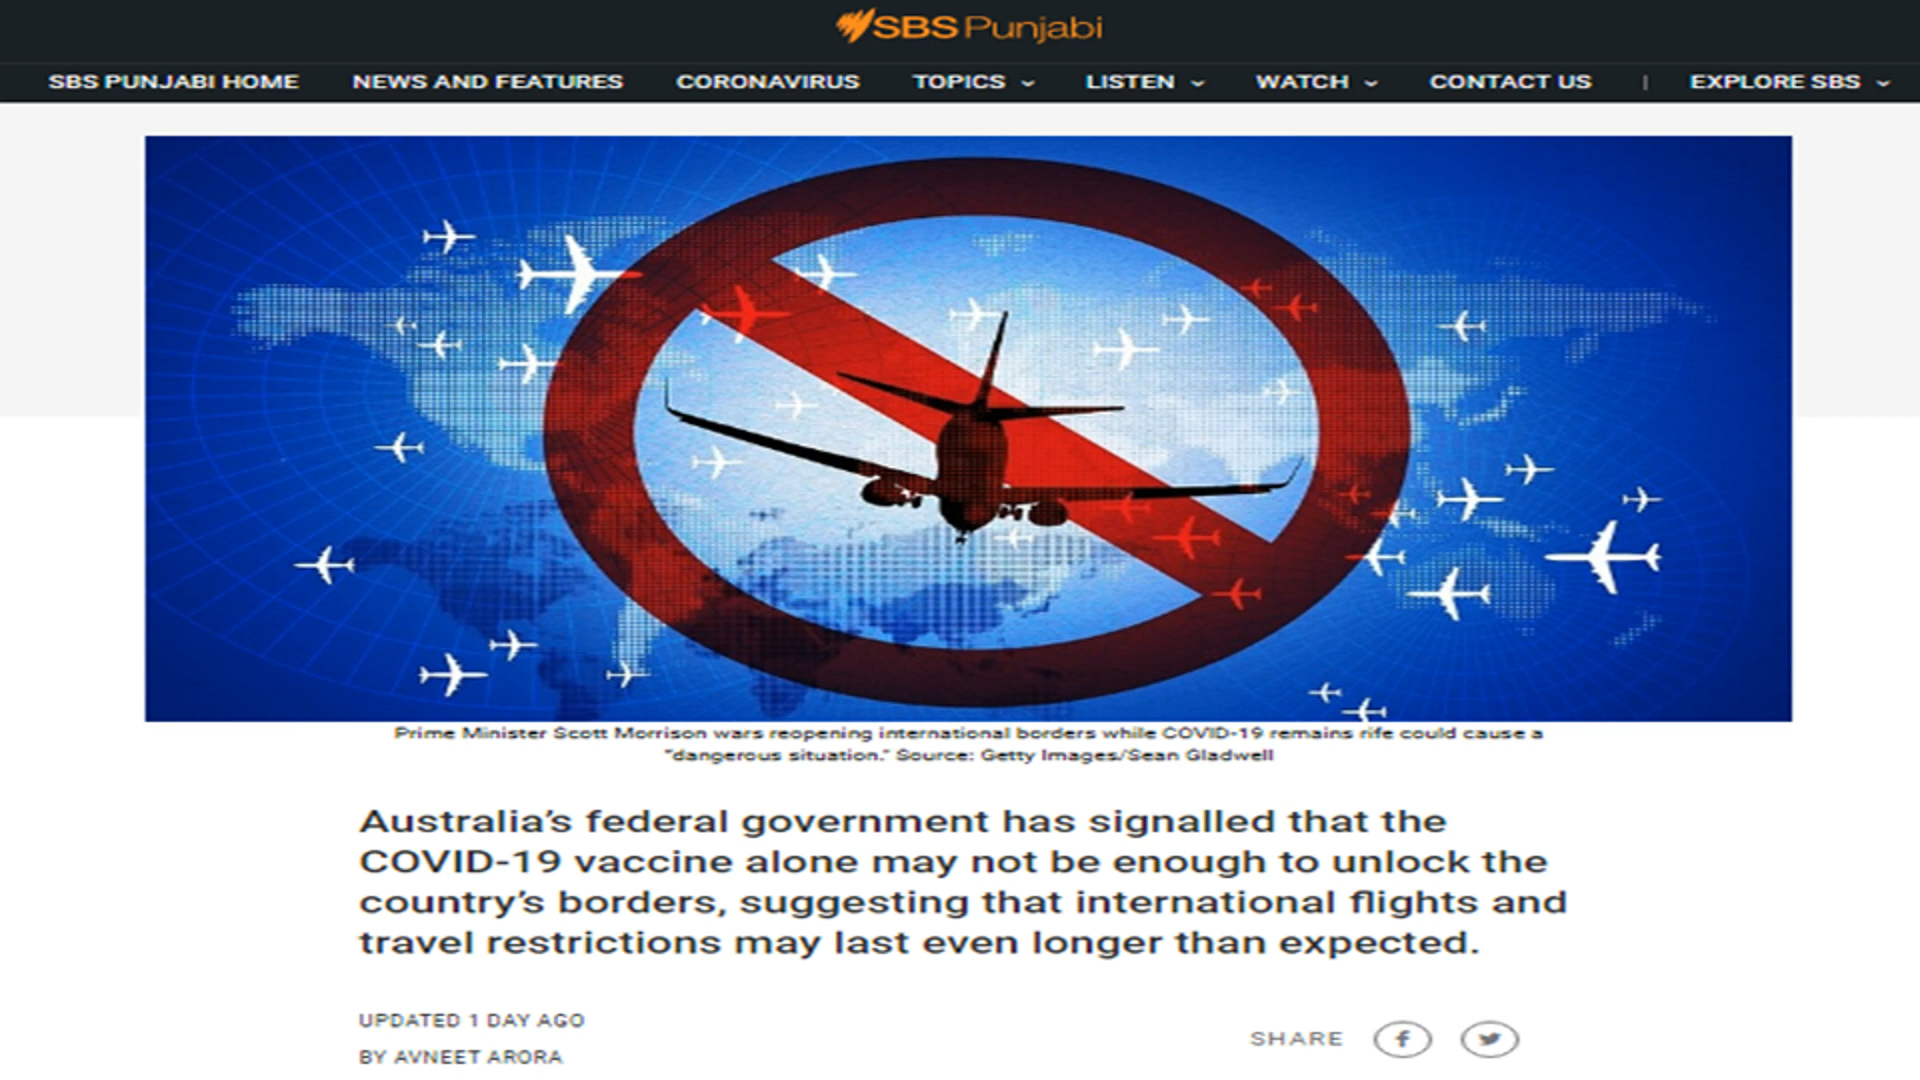 SBS Punjabi
SBS PUNJABI HOME NEWS AND FEATURES CORONAVIRUS TOPICS LISTEN WATCH CONTACT US | EXPLORE SBS
Prime Minister Scott Morrison wars reopening international borders while COVID-19 remains rife could cause a
"dangerous situation." Source: Getty Images/Sean Gladwell
Australia's federal government has signalled that the
COVID-19 vaccine alone may not be enough to unlock the
country's borders, suggesting that international flights and
travel restrictions may last even longer than expected.
UPDATED 1 DAY AGO
BY AVNEET ARORA
SHARE